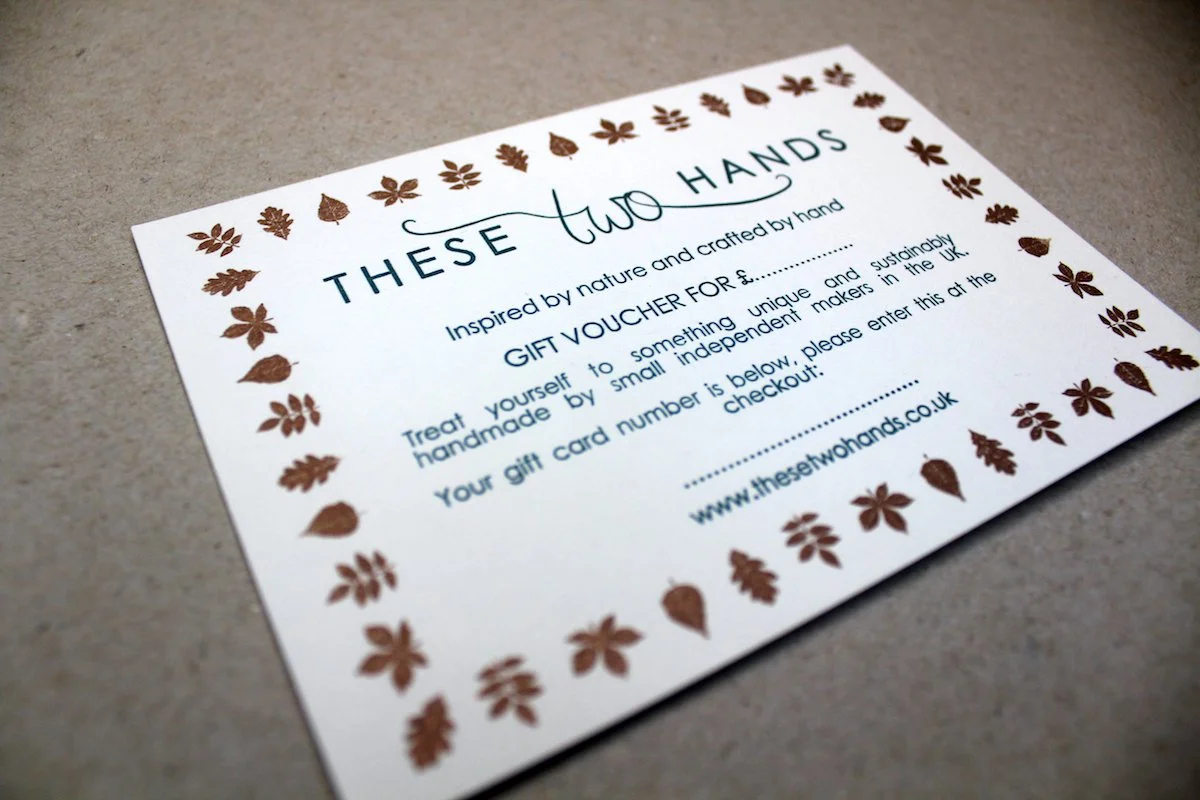 THESE two HANDS
Inspired by nature and crafted by hand
GIFT VOUCHER FOR £...............
Treat yourself to something unique and sustainably
handmade by small independent makers in the UK.
Your gift card number is below, please enter this at the
checkout:
....................................
www.thesetwohands.co.uk